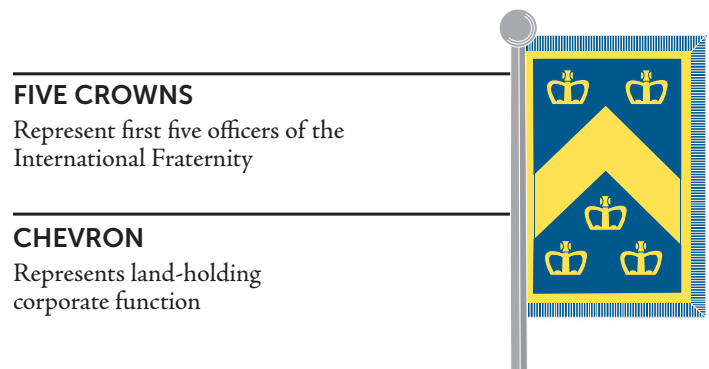 FIVE CROWNS
Represent first five officers of the
International Fraternity
CHEVRON
Represents land-holding
corporate function